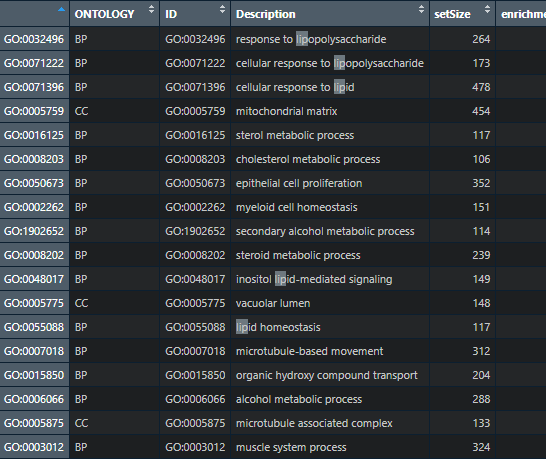 ONTOLOGY ID Description setSize enrichme
GO:0032496 BP GO:0032496 response to lipopolysaccharide 264
GO:0071222 BP GO:0071222 cellular response to lipopolysaccharide 173
GO:0071396 BP GO:0071396 cellular response to lipid 478
GO:0005759 CC GO:0005759 mitochondrial matrix 454
GO:0016125 BP GO:0016125 sterol metabolic process 117
GO:0008203 BP GO:0008203 cholesterol metabolic process 106
GO:0050673 BP GO:0050673 epithelial cell proliferation 352
GO:0002262 BP GO:0002262 myeloid cell homeostasis 151
GO:1902652 BP GO:1902652 secondary alcohol metabolic process 114
GO:0008202 BP GO:0008202 steroid metabolic process 239
GO:0048017 BP GO:0048017 inositol lipid-mediated signaling 149
GO:0005775 CC GO:0005775 vacuolar lumen 148
GO:0055088 BP GO:0055088 lipid homeostasis 117
GO:0007018 BP GO:0007018 microtubule-based movement 312
GO:0015850 BP GO:0015850 organic hydroxy compound transport 204
GO:0006066 BP GO:0006066 alcohol metabolic process 288
GO:0005875 CC GO:0005875 microtubule associated complex 133
GO:0003012 BP GO:0003012 muscle system process 324